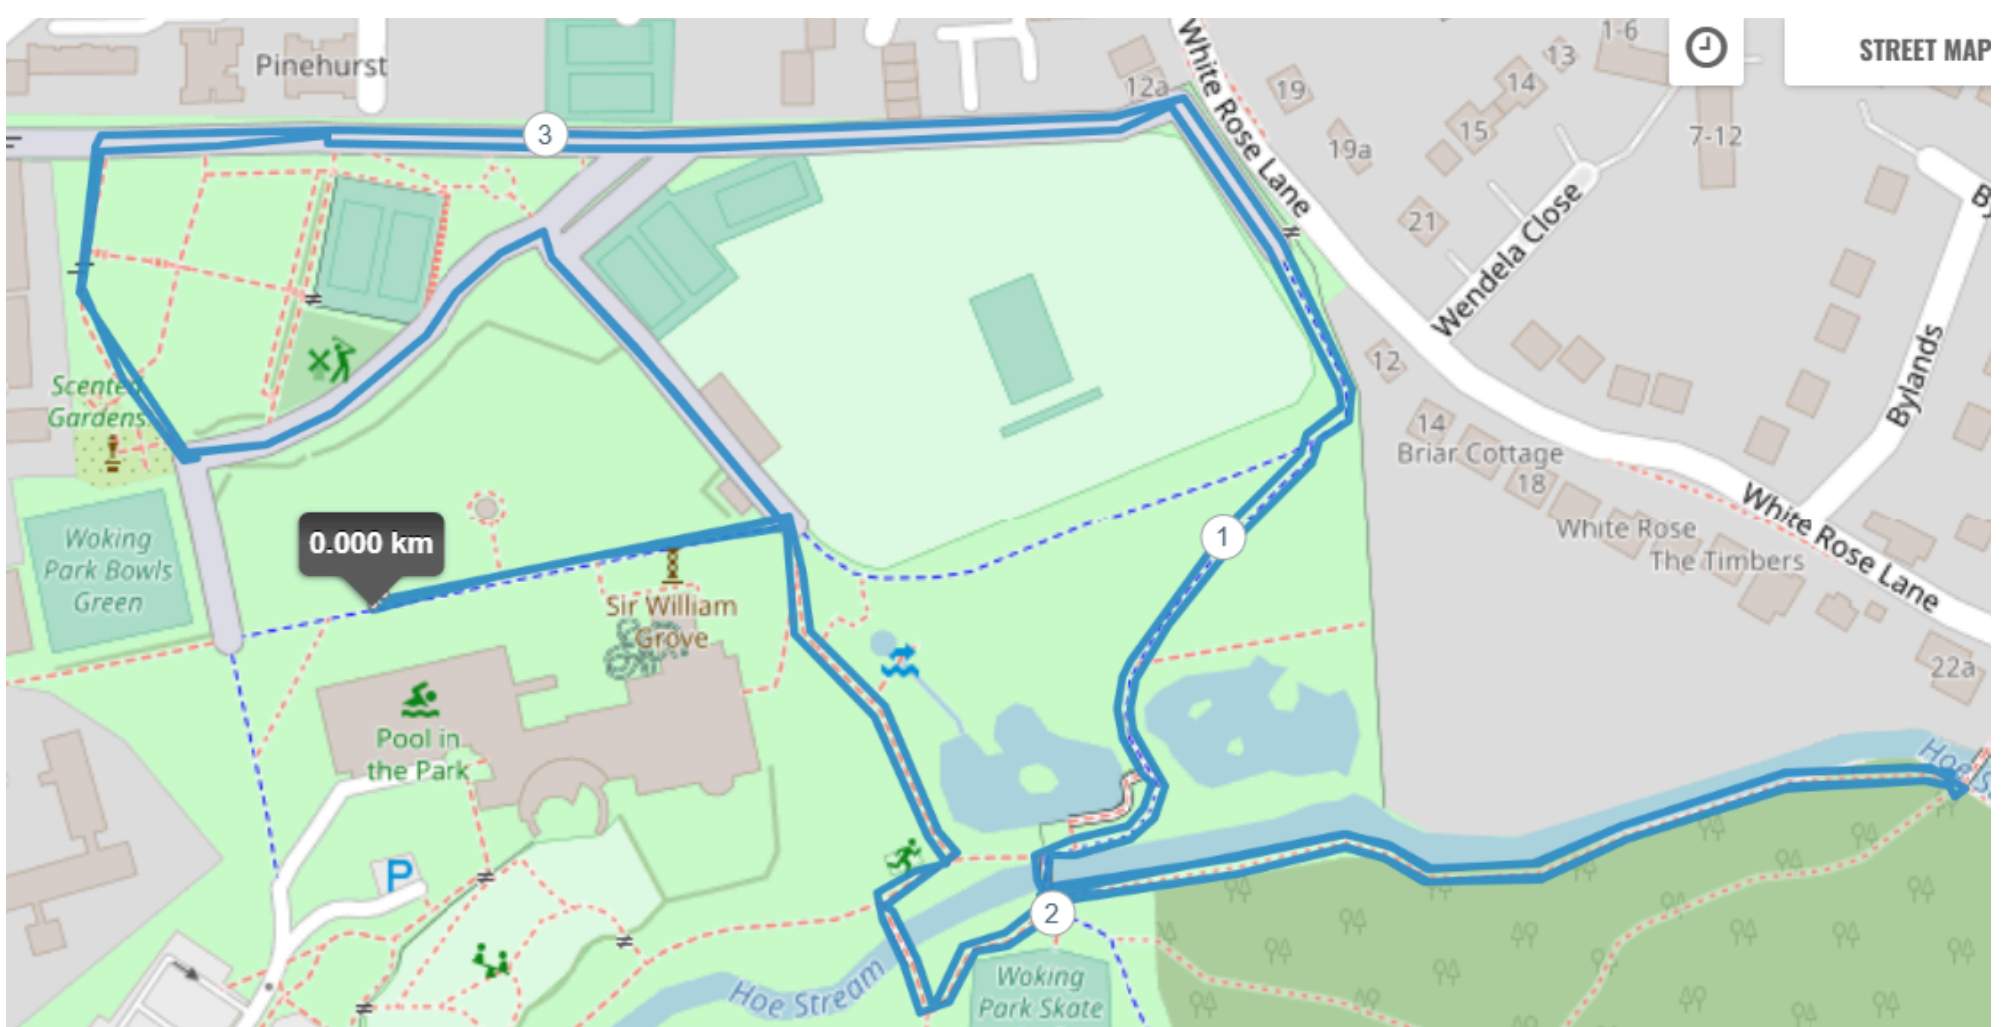 1-6
STREET MAP
Pinehurst
12a
White Rose Lane
19
13
14
15
7-12
19a
21
Wendela Close
Bylands
3
12
14
Briar Cottage
18
White Rose
The Timbers
White Rose Lane
22a
Woking
Park Bowls
Green
0.000 km
1
Sir William
Grove
Pool in
the Park
P
2
Hoe Stream
Woking
Park Skate